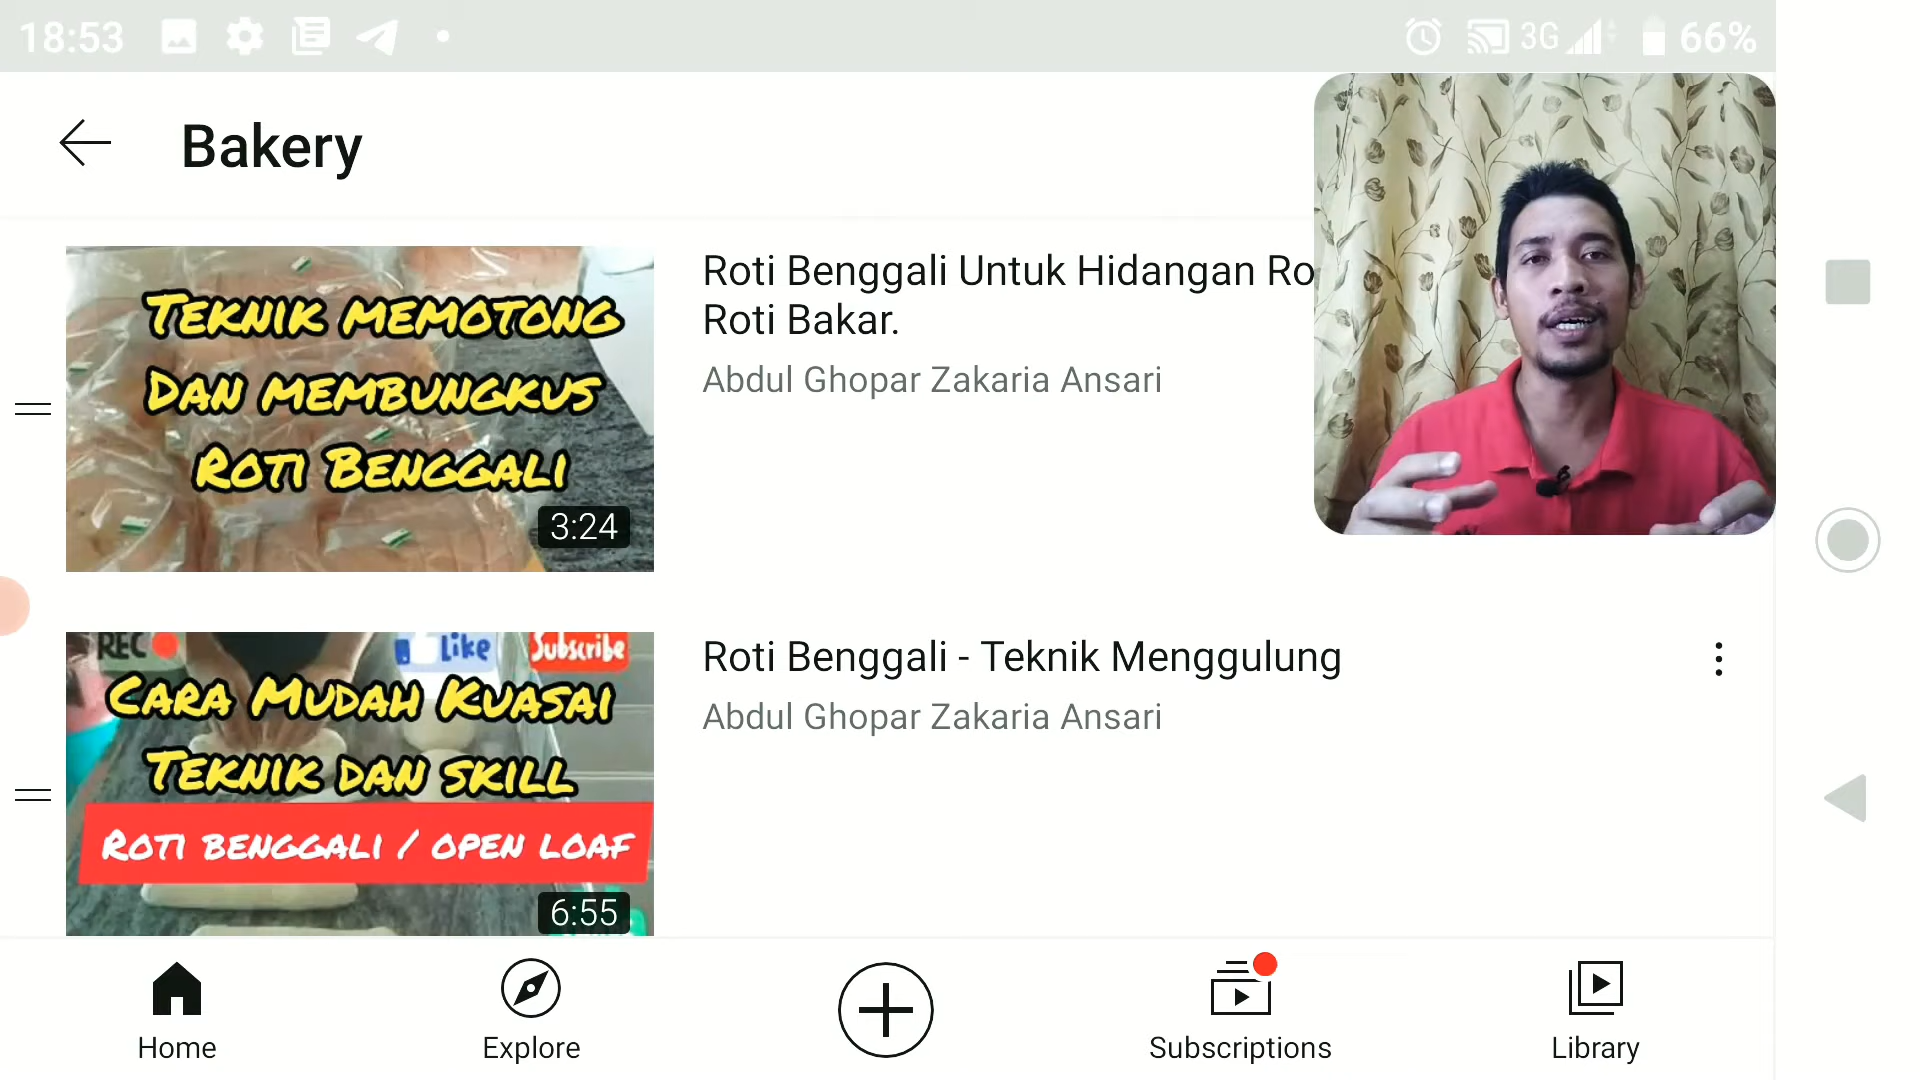 18:53
3G
66%
Bakery
TEKNIK MEMOTONG
DAN MEMBUNGKUS
ROTI BENGGALI
3:24
Roti Benggali Untuk Hidangan Ro
Roti Bakar.
Abdul Ghopar Zakaria Ansari
REC
Like
Subscribe
CARA MUDAH KUASAI
TEKNIK DAN SKILL
ROTI BENGGALI / OPEN LOAF
6:55
Roti Benggali - Teknik Menggulung
Abdul Ghopar Zakaria Ansari
Home
Explore
Subscriptions
Library